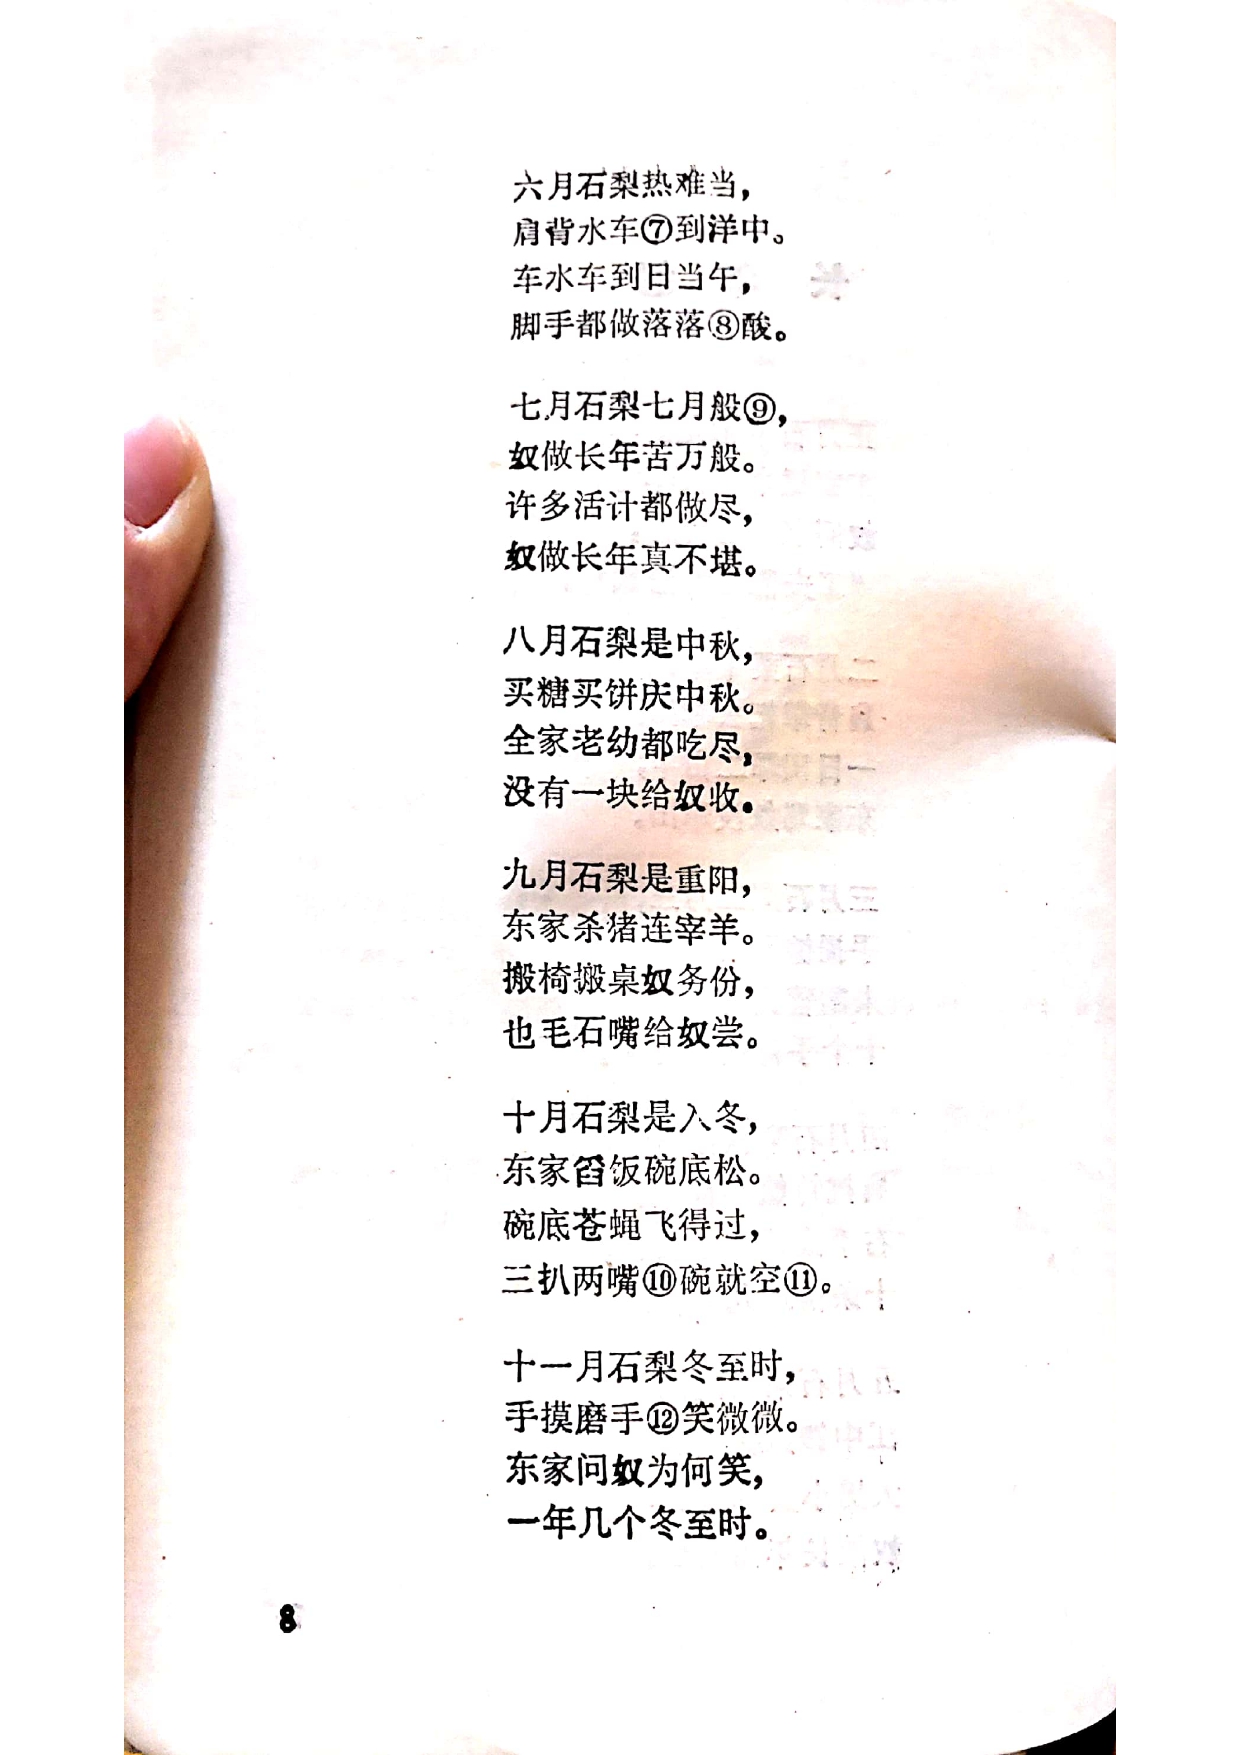 六月石梨热难当，
肩背水车⑦到洋中。
车水车到日当午，
脚手都做落落⑧酸。
七月石梨七月般⑨，
奴做长年苦万般。
许多活计都做尽，
奴做长年真不堪。
八月石梨是中秋，
买糖买饼庆中秋。
全家老幼都吃尽，
没有一块给奴收。
九月石梨是重阳，
东家杀猪连宰羊。
搬椅搬桌奴务份，
也毛石嘴给奴尝。
十月石梨是入冬，
东家饭碗底松。
碗底苍蝇飞得过，
三扒两嘴⑩碗就空⑪。
十一月石梨冬至时，
手摸磨手⑫笑微微。
东家问奴为何笑，
一年几个冬至时。
8